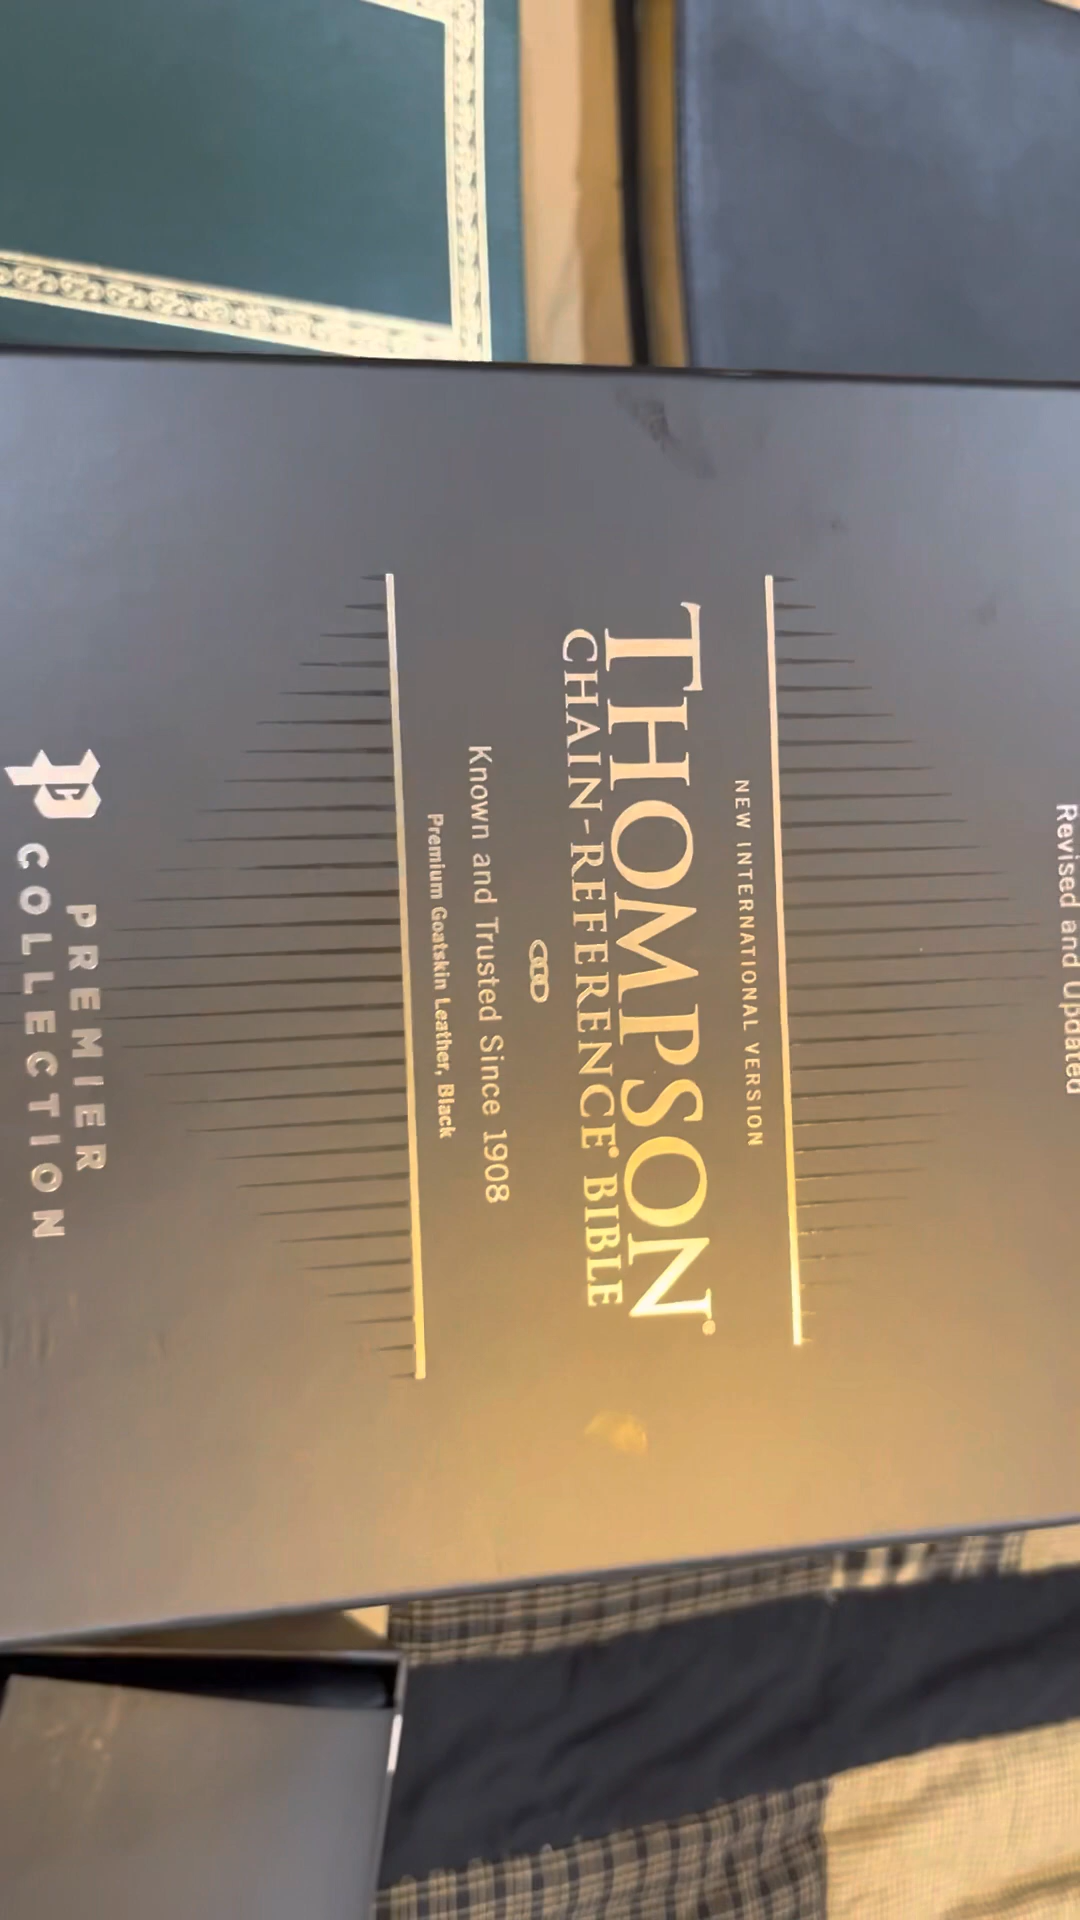 Revised and Updated
NEW INTERNATIONAL VERSION
THOMPSON®
CHAIN-REFERENCE® BIBLE
Known and Trusted Since 1908
Premium Goatskin Leather, Black
PREMIER
COLLECTION